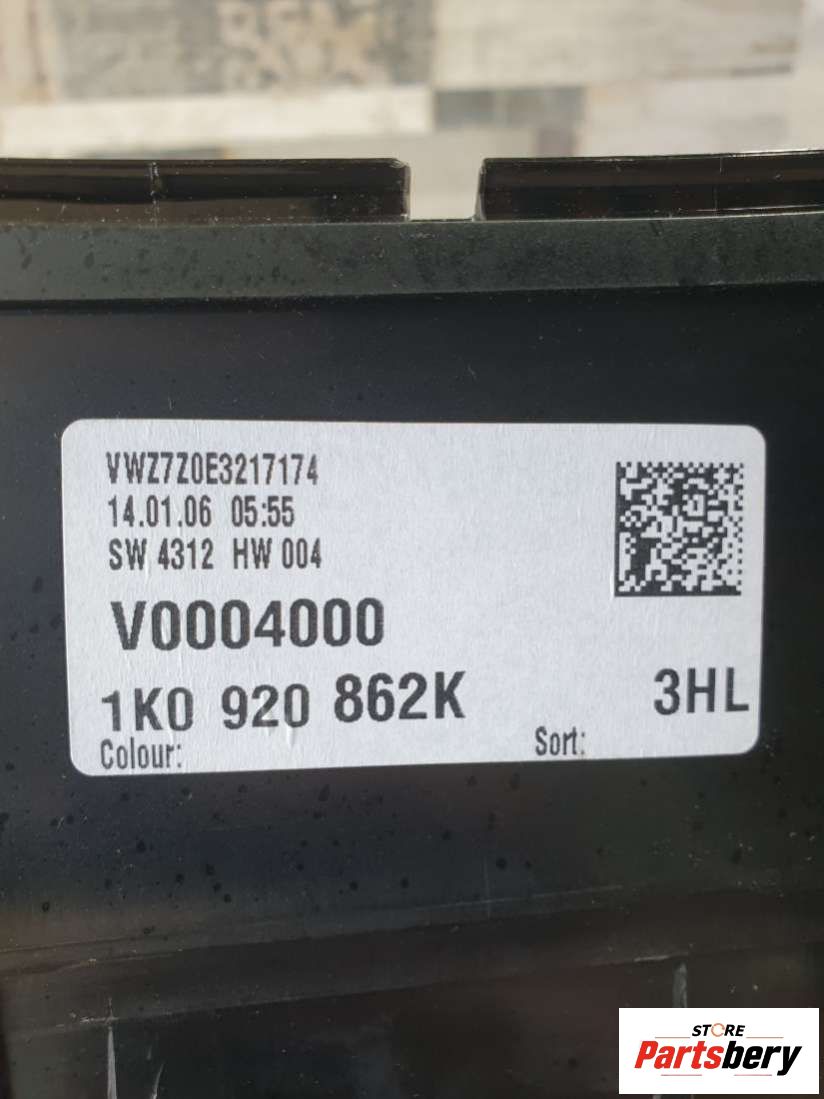 VWZ7Z0E3217174
14.01.06 05:55
SW 4312 HW 004
V0004000
1K0 920 862K 3HL
Colour: Sort:
STORE
Partsbery